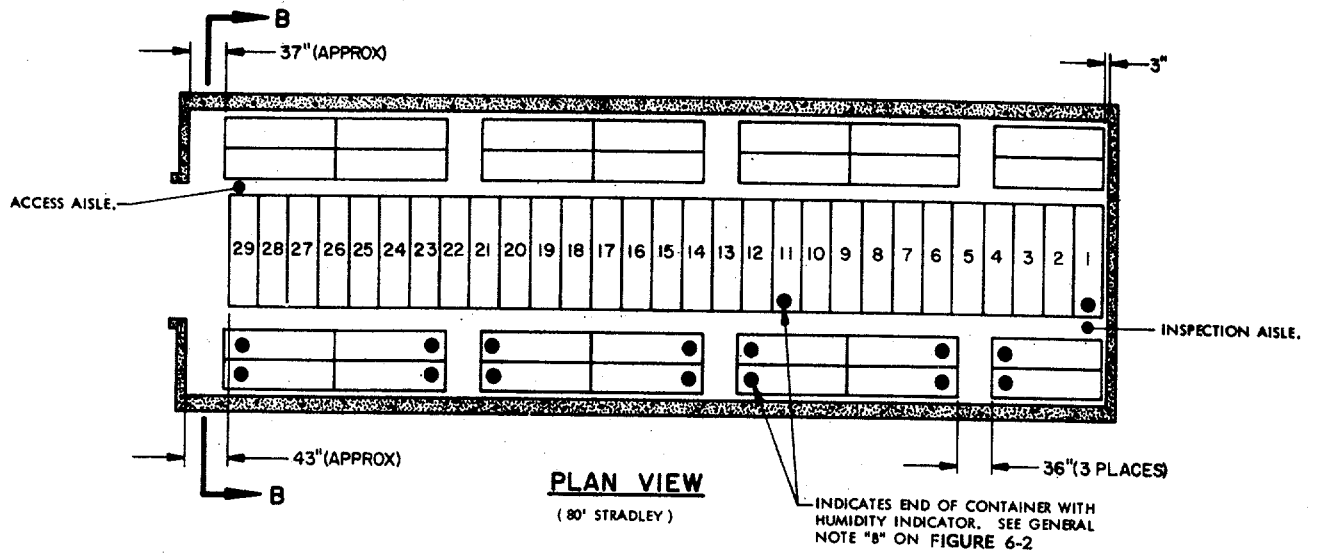 B
37" (APPROX)
3"
ACCESS AISLE.
29 28 27 26 25 24 23 22 21 20 19 18 17 16 15 14 13 12 11 10 9 8 7 6 5 4 3 2 1
INSPECTION AISLE.
43" (APPROX)
B
PLAN VIEW
(80' STRADLEY)
36" (3 PLACES)
INDICATES END OF CONTAINER WITH
HUMIDITY INDICATOR. SEE GENERAL
NOTE "B" ON FIGURE 6-2